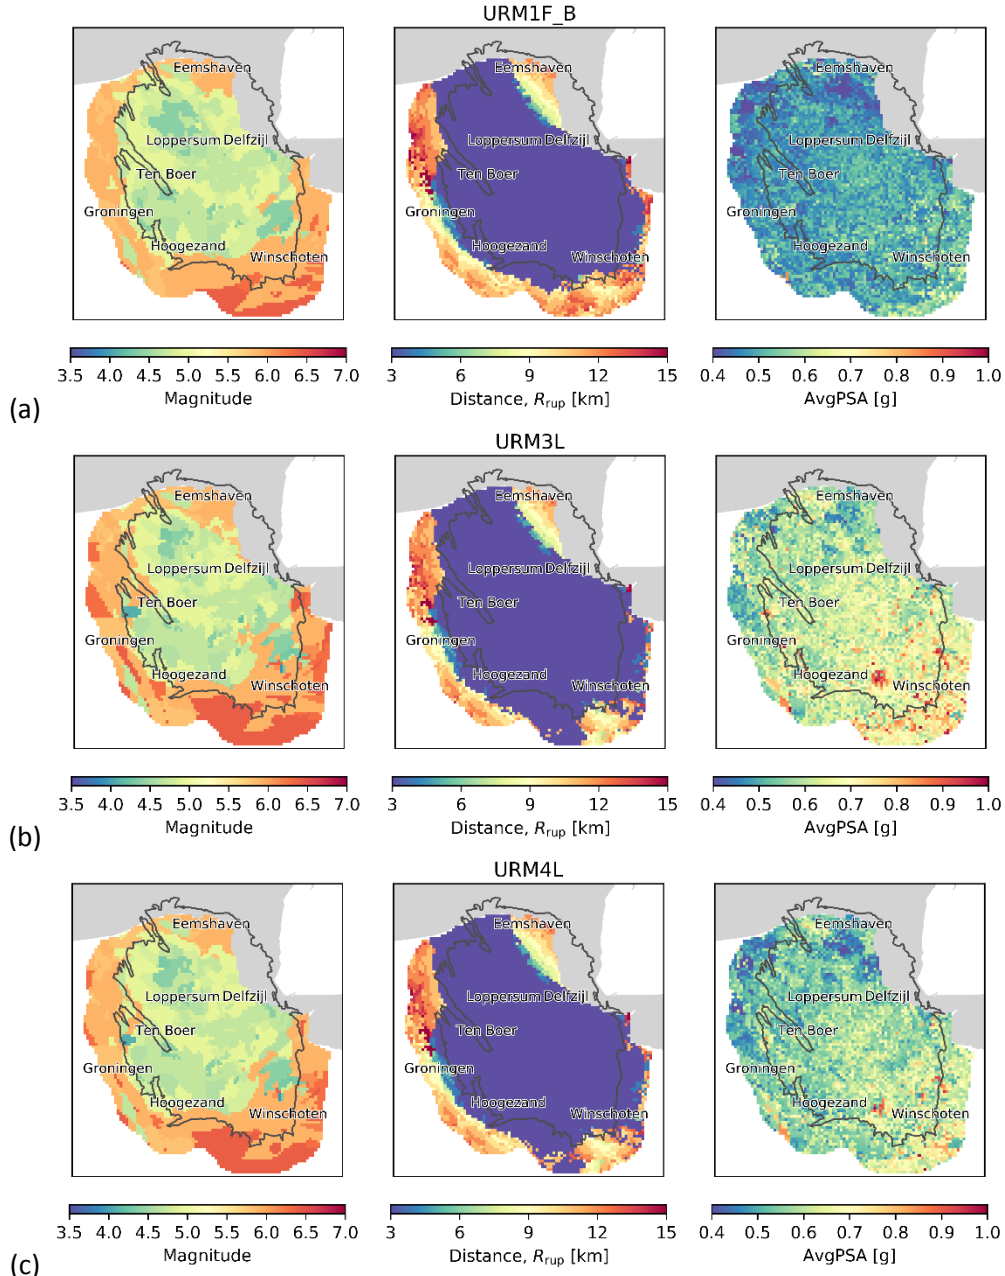 URM1F_B
Eemshaven Eemshaven Eemshaven
Loppersum Delfzijl Loppersum Delfzijl Loppersum Delfzijl
Ten Boer Ten Boer Ten Boer
Groningen Groningen Groningen
Hoogezand Hoogezand Hoogezand
Winschoten Winschoten Winschoten
3.5 4.0 4.5 5.0 5.5 6.0 6.5 7.0 3 6 9 12 15 0.4 0.5 0.6 0.7 0.8 0.9 1.0
Magnitude Distance, Rrup [km] AvgPSA [g]
(a)
URM3L
Eemshaven Eemshaven Eemshaven
Loppersum Delfzijl Loppersum Delfzijl Loppersum Delfzijl
Ten Boer Ten Boer Ten Boer
Groningen Groningen Groningen
Hoogezand Hoogezand Hoogezand
Winschoten Winschoten Winschoten
3.5 4.0 4.5 5.0 5.5 6.0 6.5 7.0 3 6 9 12 15 0.4 0.5 0.6 0.7 0.8 0.9 1.0
Magnitude Distance, Rrup [km] AvgPSA [g]
(b)
URM4L
Eemshaven Eemshaven Eemshaven
Loppersum Delfzijl Loppersum Delfzijl Loppersum Delfzijl
Ten Boer Ten Boer Ten Boer
Groningen Groningen Groningen
Hoogezand Hoogezand Hoogezand
Winschoten Winschoten Winschoten
3.5 4.0 4.5 5.0 5.5 6.0 6.5 7.0 3 6 9 12 15 0.4 0.5 0.6 0.7 0.8 0.9 1.0
Magnitude Distance, Rrup [km] AvgPSA [g]
(c)